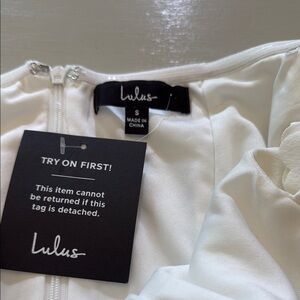 Lulus
S
MADE IN
CHINA
TRY ON FIRST!
This item cannot
be returned if this
tag is detached.
Lulus